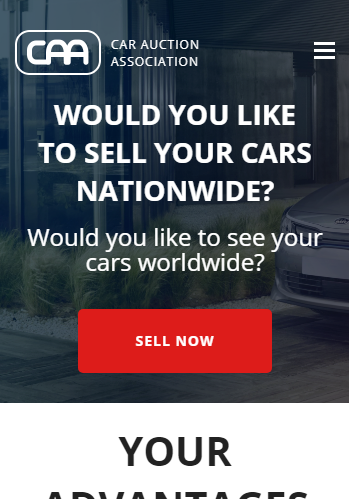 CAA
CAR AUCTION
ASSOCIATION
WOULD YOU LIKE
TO SELL YOUR CARS
NATIONWIDE?
Would you like to see your
cars worldwide?
SELL NOW
YOUR
ADVANTAGES